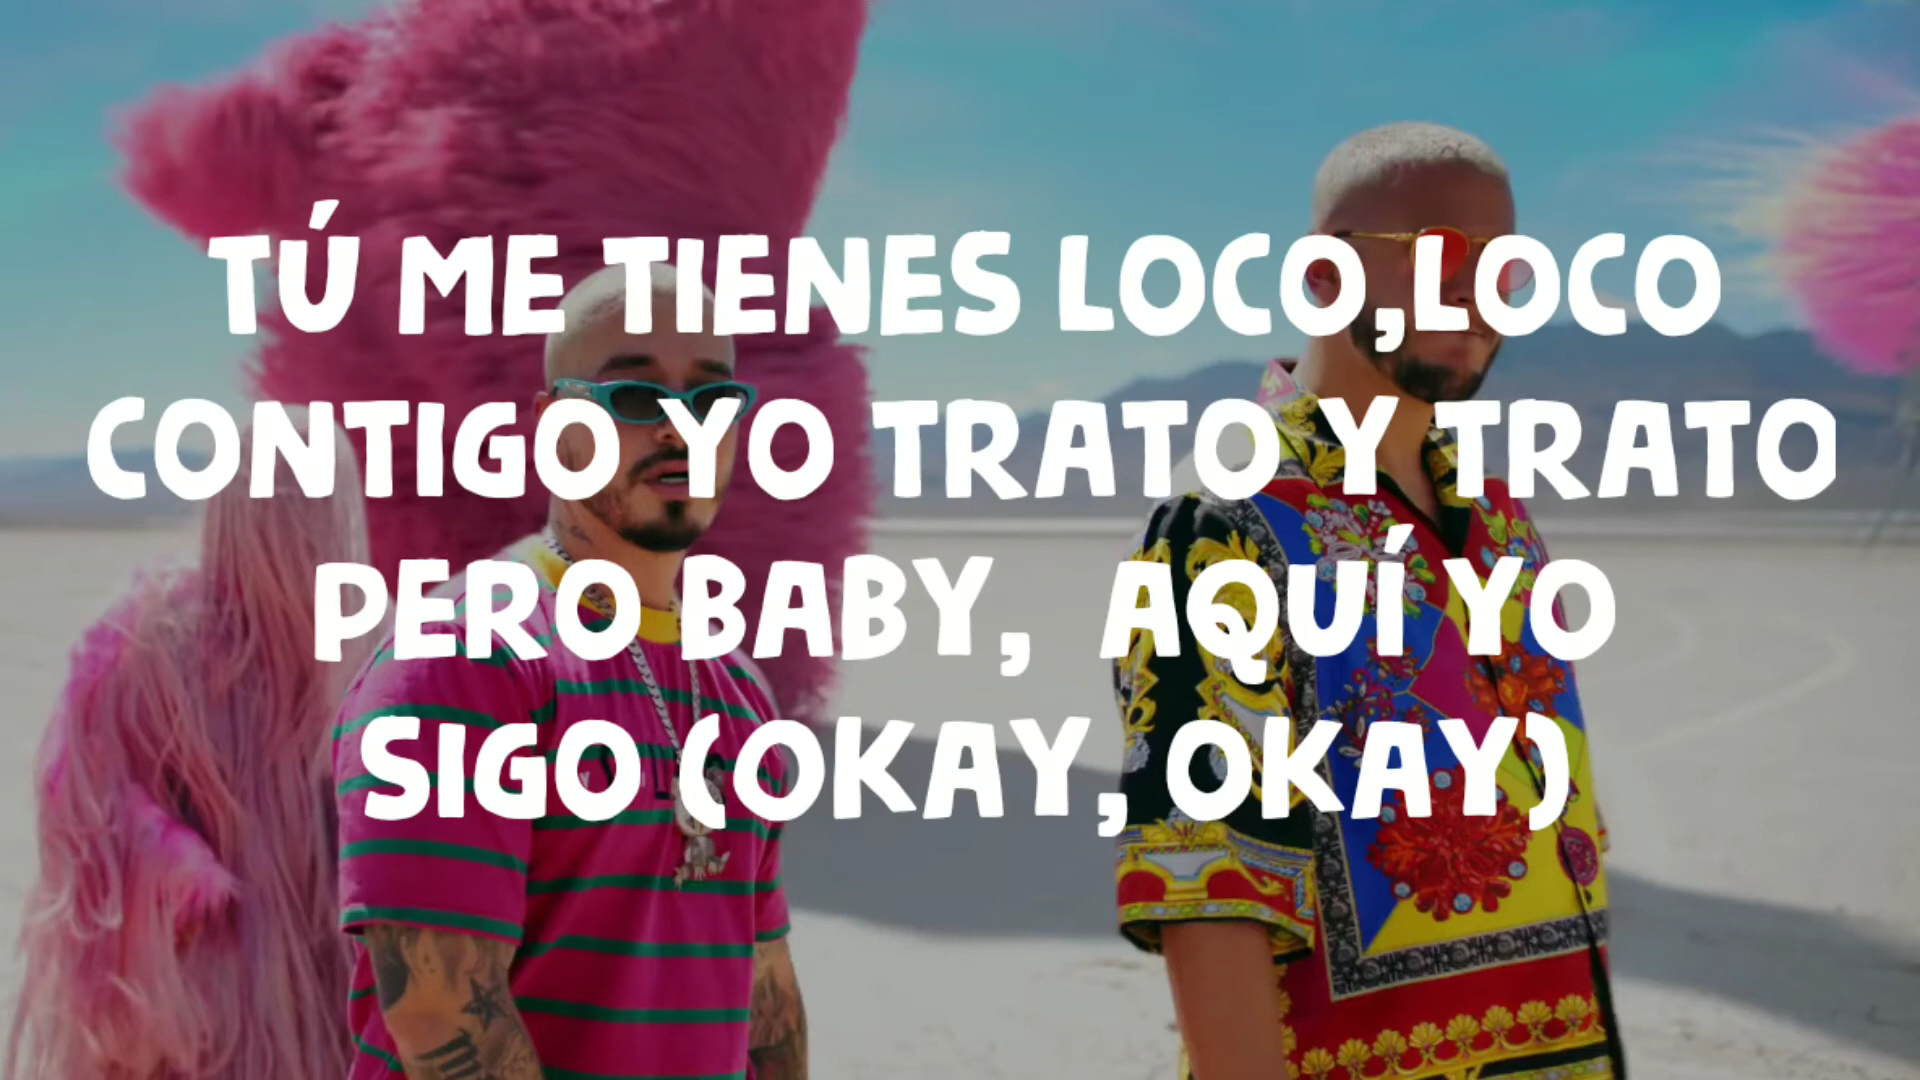 TÚ ME TIENES LOCO,LOCO
CONTIGO YO TRATO Y TRATO
PERO BABY, AQUÍ YO
SIGO (OKAY, OKAY)